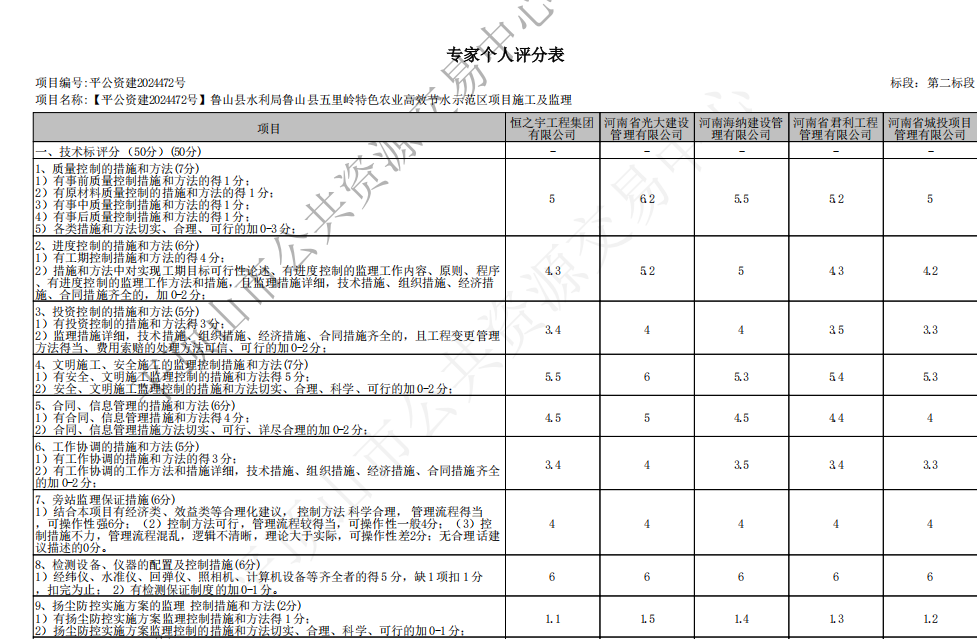 专家个人评分表
项目编号:平公资建2024472号
标段: 第二标段
项目名称:【平公资建2024472号】鲁山县水利局鲁山县五里岭特色农业高效节水示范区项目施工及监理
项目
恒之宇工程集团有限公司
河南省光大建设管理有限公司
河南海纳建设管理有限公司
河南省君利工程管理有限公司
河南省城投项目管理有限公司
一、技术标评分 (50分)(50分)
- - - - -
1、质量控制的措施和方法(7分)
1) 有事前质量控制措施和方法的得1分;
2) 有原材料质量控制的措施和方法的得1分;
3) 有事中质量控制措施和方法的得1分;
4) 有事后质量控制措施和方法的得1分;
5) 各类措施和方法切实、合理、可行的加0-3分;
5 6.2 5.5 5.2 5
2、进度控制的措施和方法(6分)
1) 有工期控制措施和方法的得4分;
2) 措施和方法中对实现工期目标可行性论述、有进度控制的监理工作内容、原则、程序
、有进度控制的监理工作方法和措施,且监理措施详细,技术措施、组织措施、经济措
施、合同措施齐全的,加0-2分;
4.3 5.2 5 4.3 4.2
3、投资控制的措施和方法(5分)
1) 有投资控制的措施和方法得3分;
2) 监理措施详细,技术措施、组织措施、经济措施、合同措施齐全的,且工程变更管理
方法得当、费用索赔的处理方法可信、可行的加0-2分;
3.4 4 4 3.5 3.3
4、文明施工、安全施工的监理控制措施和方法(7分)
1) 有安全、文明施工监理控制的措施和方法得5分;
2) 安全、文明施工监理控制的措施和方法切实、合理、科学、可行的加0-2分;
5.5 6 5.3 5.4 5.3
5、合同、信息管理的措施和方法(6分)
1) 有合同、信息管理措施和方法得4分;
2) 合同、信息管理措施方法切实、可行、详尽合理的加0-2分;
4.5 5 4.5 4.4 4
6、工作协调的措施和方法(5分)
1) 有工作协调的措施和方法的得3分;
2) 有工作协调的工作方法和措施详细,技术措施、组织措施、经济措施、合同措施齐全
的加0-2分;
3.4 4 3.5 3.4 3.3
7、旁站监理保证措施(6分)
1) 结合本项目有经济类、效益类等合理化建议, 控制方法 科学合理, 管理流程得当
,可操作性强6分; (2) 控制方法可行,管理流程较得当,可操作性一般4分; (3) 控
制措施不力,管理流程混乱,逻辑不清晰,理论大于实际,可操作性差2分; 无合理话建
议描述的0分。
4 4 4 4 4
8、检测设备、仪器的配置及控制措施(6分)
1) 经纬仪、水准仪、回弹仪、照相机、计算机设备等齐全者的得5分,缺1项扣1分
,扣完为止; 2) 有检测保证制度的加0-1分。
6 6 6 6 6
9、扬尘防控实施方案的监理 控制措施和方法(2分)
1) 有扬尘防控实施方案监理控制措施和方法得1分;
2) 扬尘防控实施方案监理控制的措施和方法切实、合理、科学、可行的加0-1分;
1.1 1.5 1.4 1.3 1.2
平顶山市公共资源交易中心
平顶山市公共资源交易中心